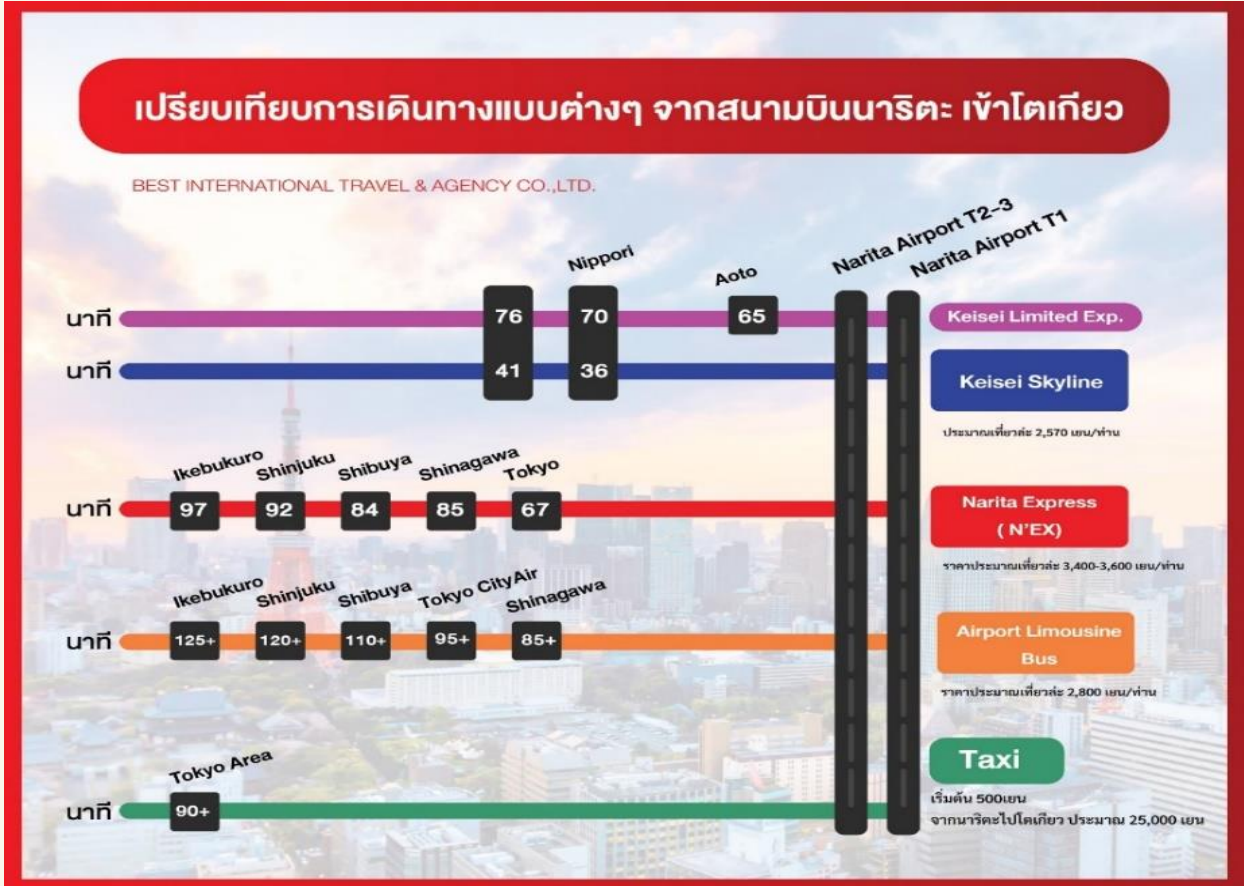 เปรียบเทียบการเดินทางแบบต่างๆ จากสนามบินนาริตะ เข้าโตเกียว
BEST INTERNATIONAL TRAVEL & AGENCY CO.,LTD.
Nippori
Aoto
Narita Airport T2-3
Narita Airport T1
นาที 76 70 65 Keisei Limited Exp.
นาที 41 36 Keisei Skyline
ประมาณเที่ยวล่ะ 2,570 เยน/ท่าน
Ikebukuro Shinjuku Shibuya Shinagawa Tokyo
นาที 97 92 84 85 67 Narita Express
( N'EX)
ราคาประมาณเที่ยวล่ะ 3,400-3,600 เยน/ท่าน
Ikebukuro Shinjuku Shibuya Tokyo CityAir Shinagawa
นาที 125+ 120+ 110+ 95+ 85+ Airport Limousine
Bus
ราคาประมาณเที่ยวล่ะ 2,800 เยน/ท่าน
Tokyo Area
นาที 90+ Taxi
เริ่มต้น 500เยน
จากนาริตะไปโตเกียว ประมาณ 25,000 เยน